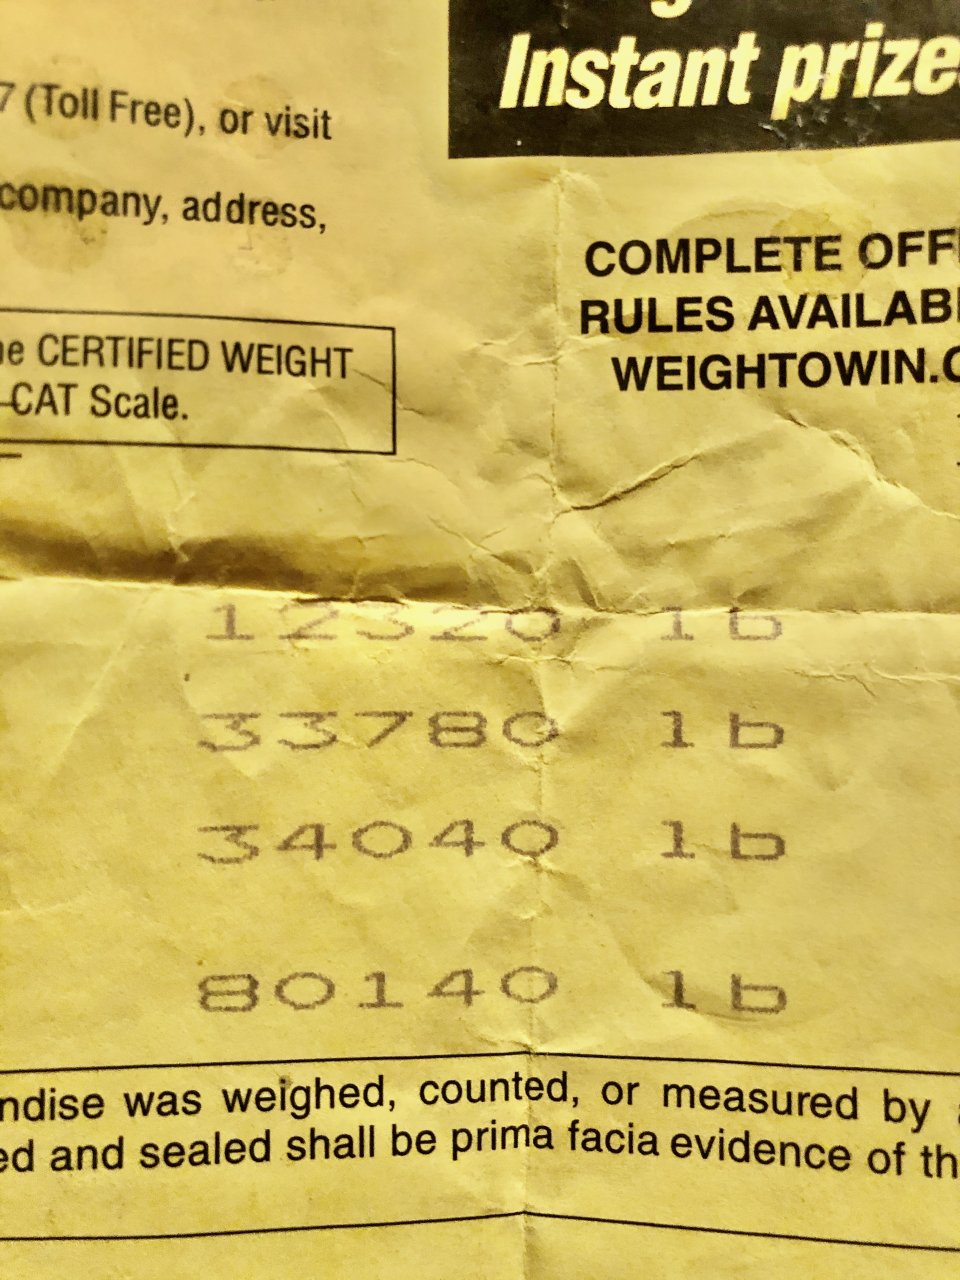 Instant prize
7 (Toll Free), or visit
company, address,
COMPLETE OFF
RULES AVAILAB
WEIGHTOWIN.C
e CERTIFIED WEIGHT
CAT Scale.
12320 lb
33780 lb
34040 lb
80140 lb
ndise was weighed, counted, or measured by
ed and sealed shall be prima facia evidence of th